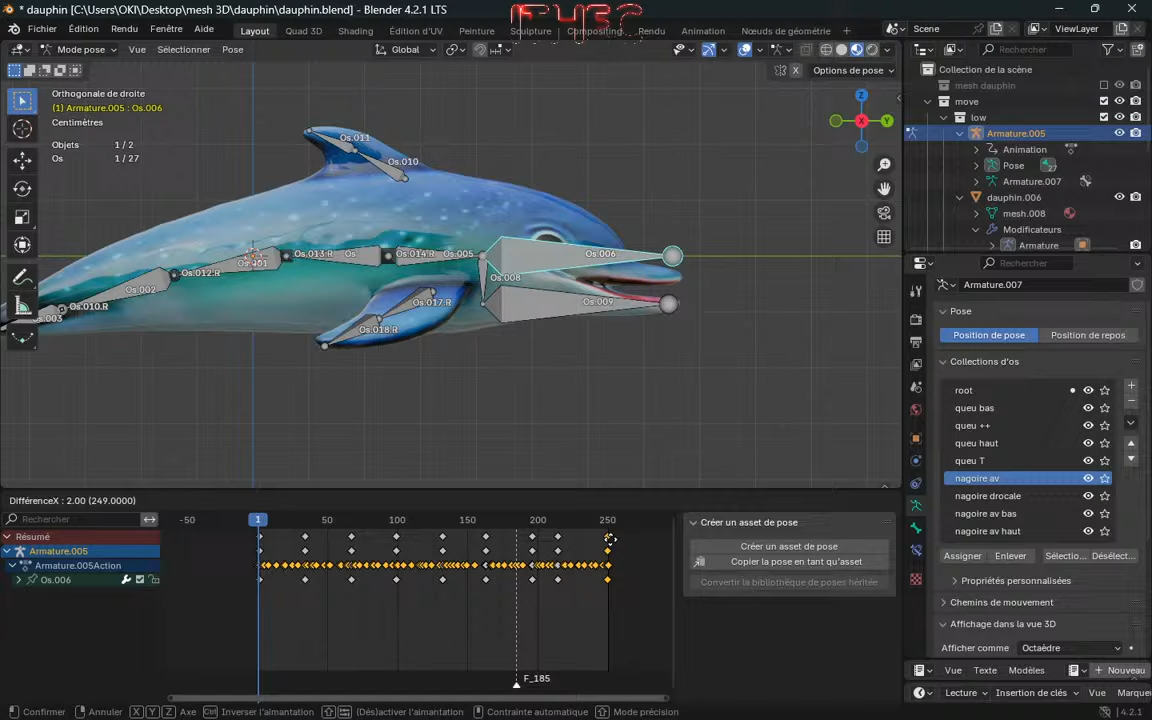 * dauphin [C:\Users\OKI\Desktop\mesh 3D\dauphin\dauphin.blend] - Blender 4.2.1 LTS
Fichier Édition Rendu Fenêtre Aide Layout Quad 3D Shading Édition d'UV Peinture Sculpture Compositing Rendu Animation Nœuds de géométrie + Scene ViewLayer
Mode pose Vue Sélectionner Pose Global Rechercher
X Options de pose
Orthogonale de droite
(1) Armature.005 : Os.006
Centimètres
Objets 1 / 2
Os 1 / 27
Z
X
Y
Os.011
Os.010
Os.013.R Os Os.014.R Os.005 Os.006
Os.012.R
Os.008
Os.002
Os.017.R Os.009
Os.010.R
Os.018.R
Collection de la scène
mesh dauphin
move
low
Armature.005
Animation
Pose 27
Armature.007
dauphin.006
mesh.008
Modificateurs
Armature
Rechercher
Armature.007
Pose
Position de pose Position de repos
Collections d'os
root
queu bas
queu ++
queu haut
queu T
nagoire av
nagoire drocale
nagoire av bas
nagoire av haut
Assigner Enlever Sélectio... Désélect...
Propriétés personnalisées
Chemins de mouvement
Affichage dans la vue 3D
Afficher comme Octaèdre
Vue Texte Modèles + Nouveau
Lecture Insertion de clés Vue Marque
DifférenceX : 2.00 (249.0000)
Rechercher -50 1 50 100 150 200 250
Résumé
Armature.005
Armature.005Action
Os.006
F_185
Créer un asset de pose
Créer un asset de pose
Copier la pose en tant qu'asset
Convertir la bibliothèque de poses héritée
Confirmer Annuler X Y Z Axe Ctrl Inverser l'aimantation (Dés)activer l'aimantation Contrainte automatique Mode précision 4.2.1